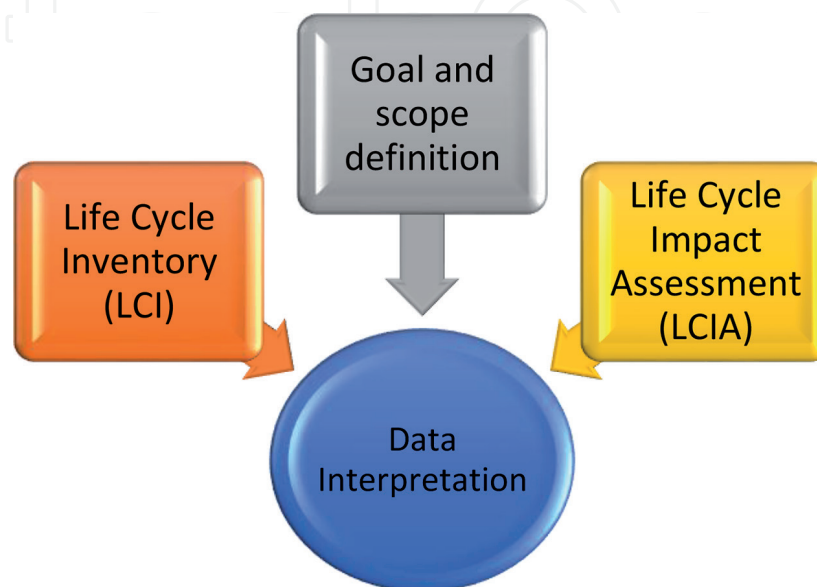 Goal and
scope
definition
Life Cycle
Inventory
(LCI)
Life Cycle
Impact
Assessment
(LCIA)
Data
Interpretation